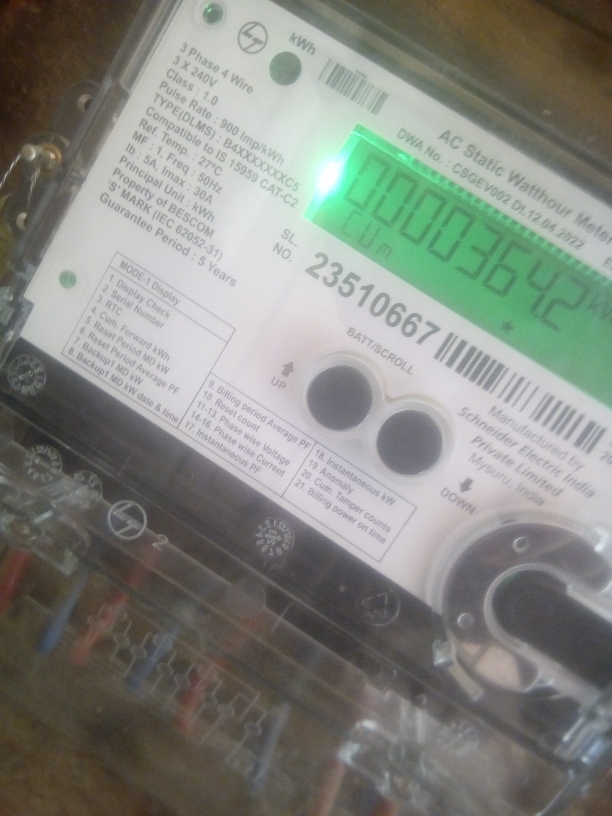 kWh
3 Phase 4 Wire
3 X 240V
Class : 1.0
Pulse Rate : 900 Imp/kWh
TYPE(DLMS) : B4XXXXXXXC5
Compatible to IS 15959 CAT-C2
Ref. Temp. : 27°C
MF : 1, Freq : 50Hz
Ib : 5A, Imax : 30A
Principal Unit : kWh
Property of BESCOM
'S' MARK (IEC 62052-31)
Guarantee Period : 5 Years
AC Static Watthour Meter
DWA No.: CSGEV002 Dt.12.04.2022
000003642
CUm
SL.
NO.
23510667
BATT/SCROLL
UP
DOWN
Manufactured by
Schneider Electric India
Private Limited
Mysuru, India
MODE-1 Display
1. Display Check
2. Serial Number
3. RTC
4. Cum. Forward kWh
5. Reset Period MD kW
6. Reset Period Average PF
7. Backup1 MD kW
8. Backup1 MD kW date & time
9. Billing period Average PF
10. Reset count
11-13. Phase wise Voltage
14-16. Phase wise Current
17. Instantaneous PF
18. Instantaneous kW
19. Anomaly
20. Cum. Tamper counts
21. Billing power on time
2